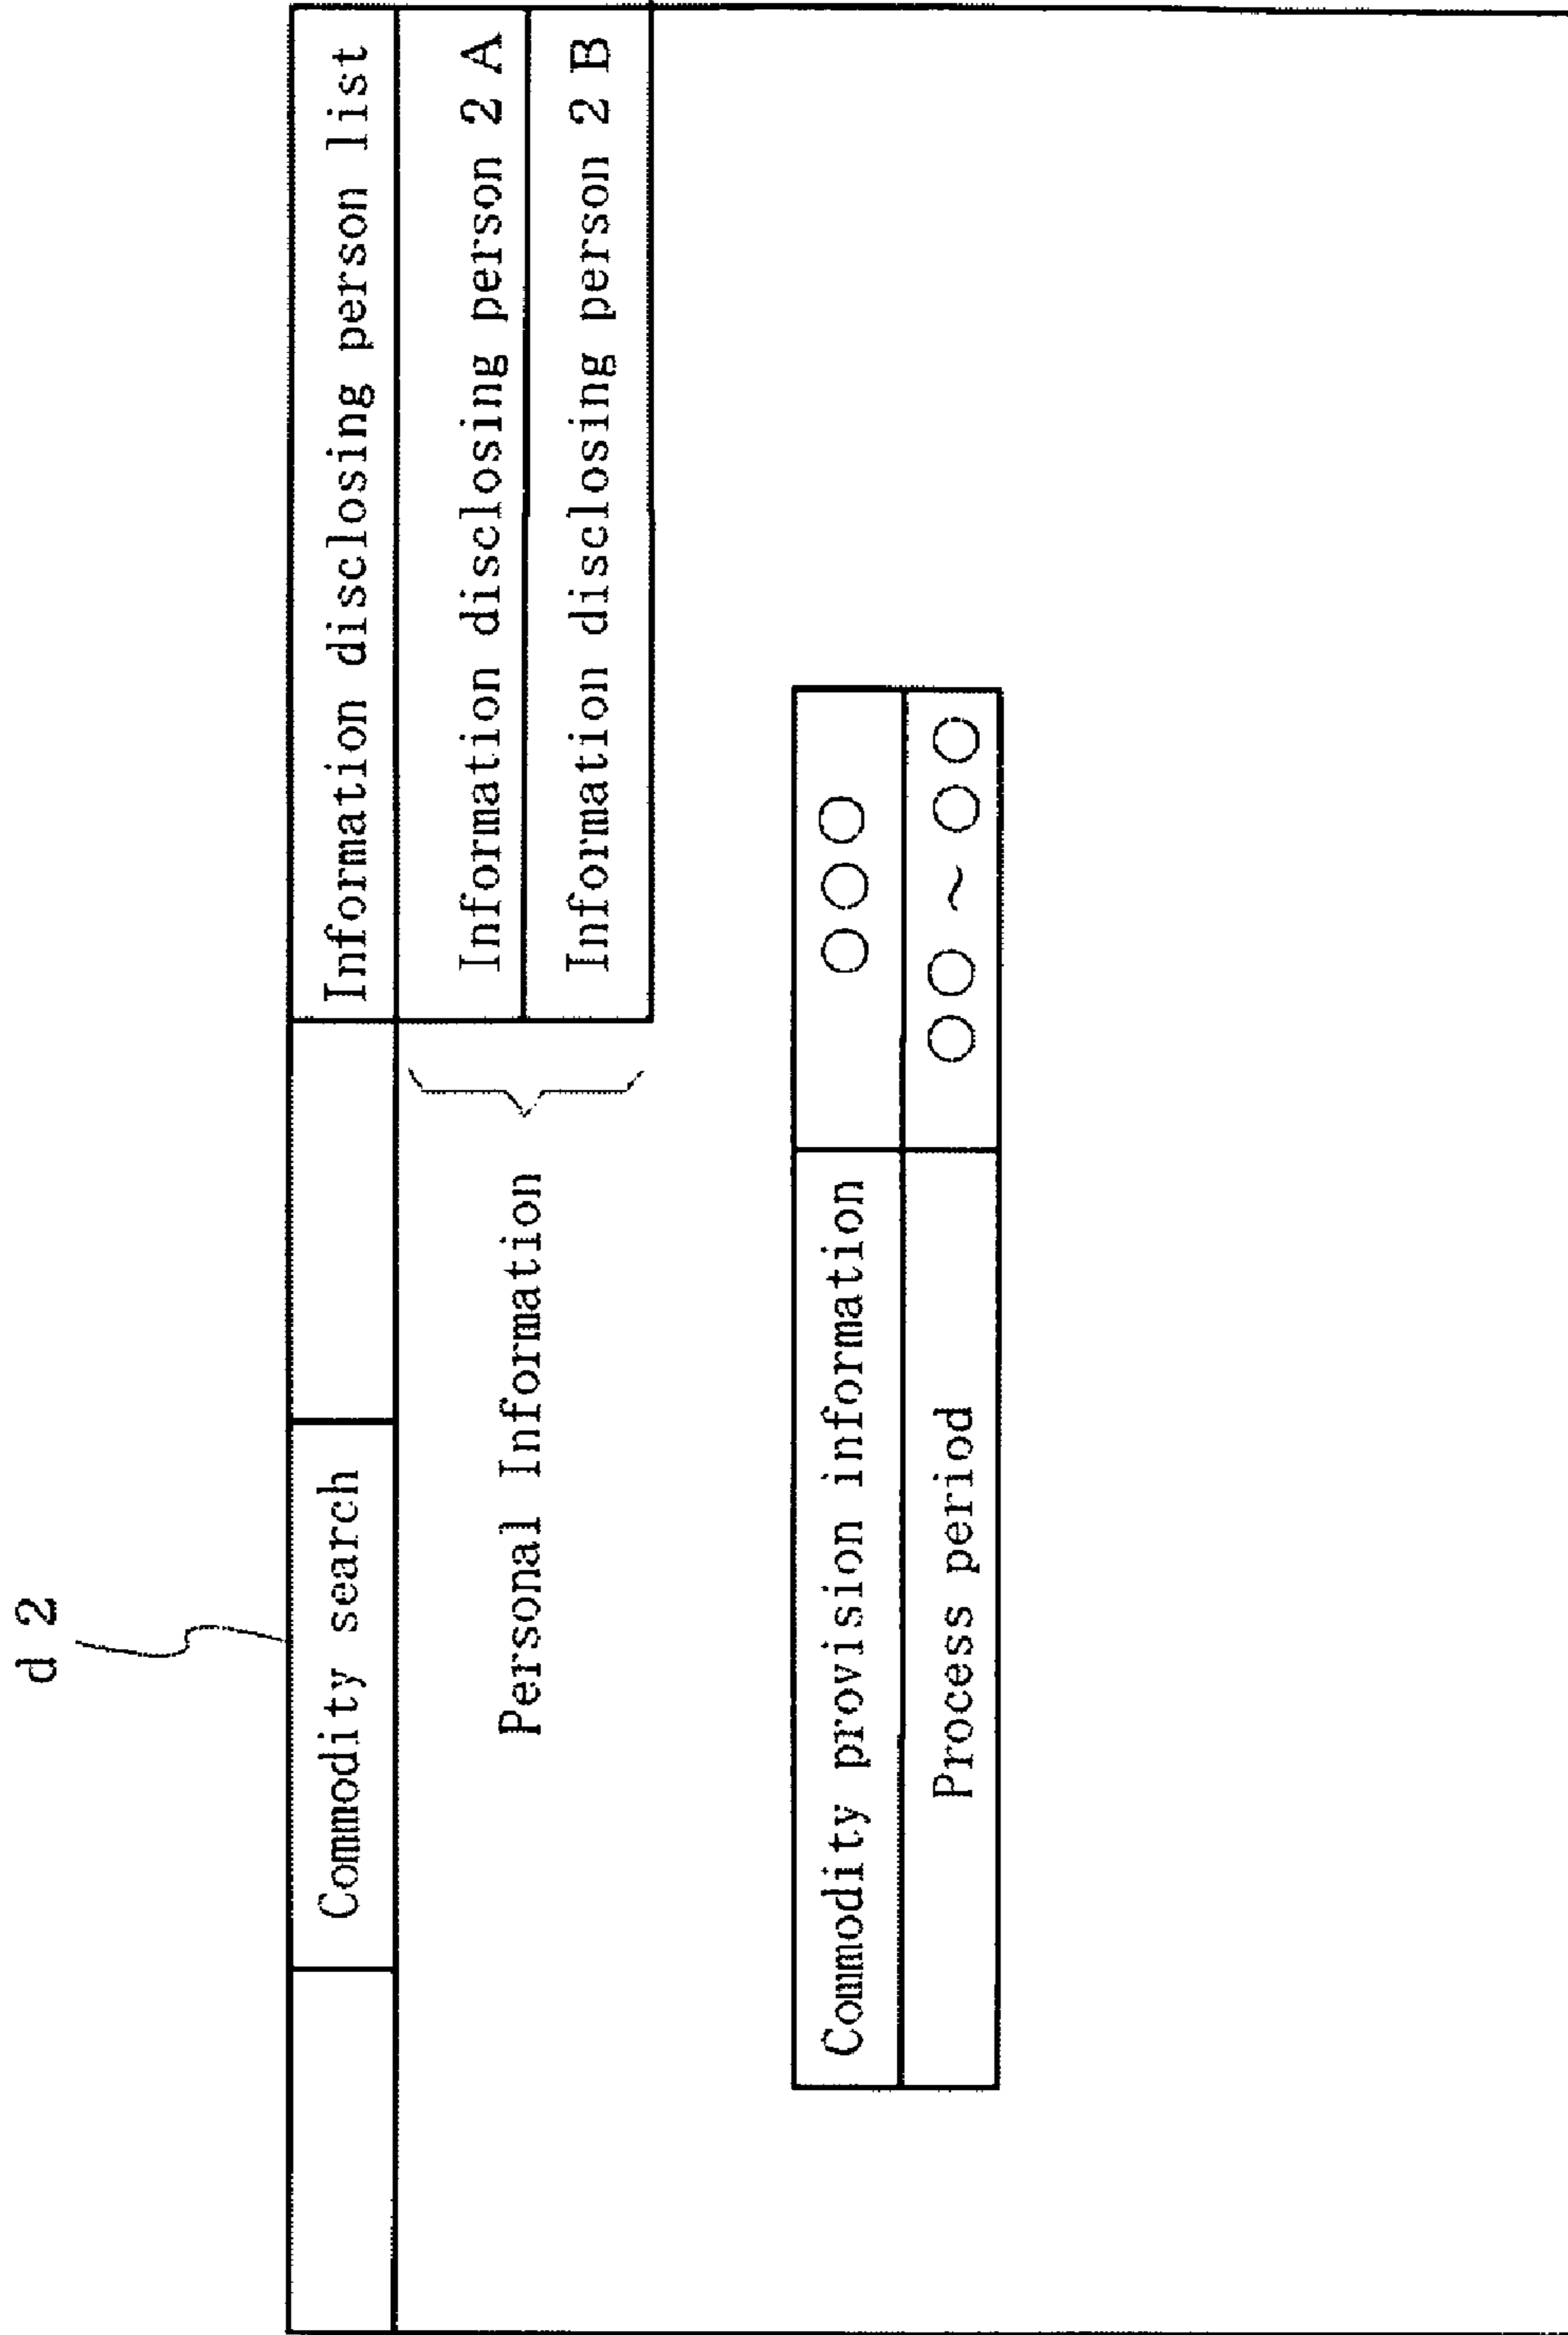 d 2
Commodity search
Information disclosing person list
Information disclosing person 2 A
Personal Information
Information disclosing person 2 B
Commodity provision information ○○○
Process period ○○~○○